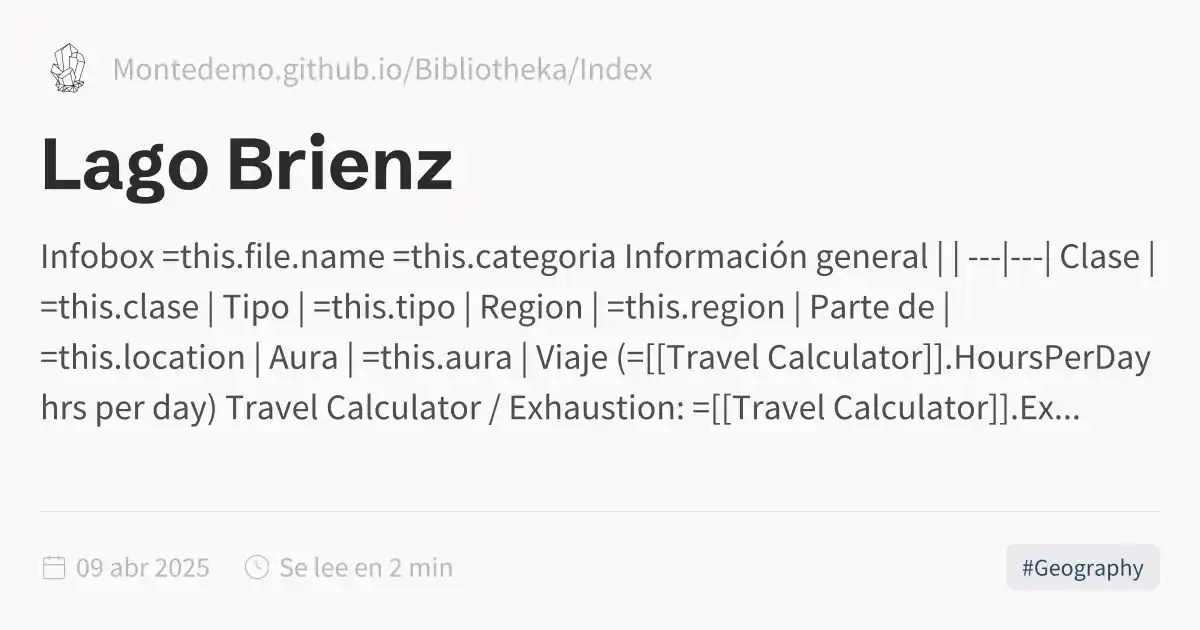 Montedemo.github.io/Bibliotheka/Index
Lago Brienz
Infobox =this.file.name =this.categoria Información general | | ---|---| Clase |
=this.clase | Tipo | =this.tipo | Region | =this.region | Parte de |
=this.location | Aura | =this.aura | Viaje (=[[Travel Calculator]].HoursPerDay
hrs per day) Travel Calculator / Exhaustion: =[[Travel Calculator]].Ex...
09 abr 2025 Se lee en 2 min #Geography